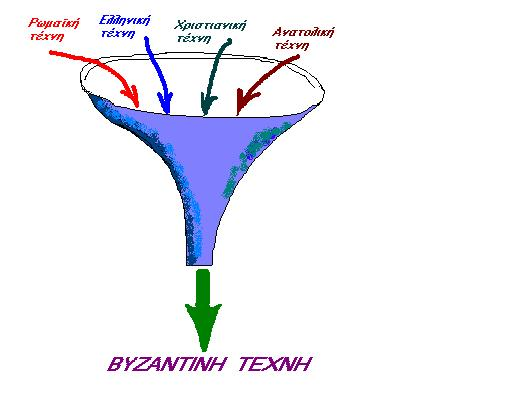 Ρωμαϊκή
τέχνη
Ελληνική
τέχνη
Χριστιανική
τέχνη
Ανατολική
τέχνη
ΒΥΖΑΝΤΙΝΗ ΤΕΧΝΗ